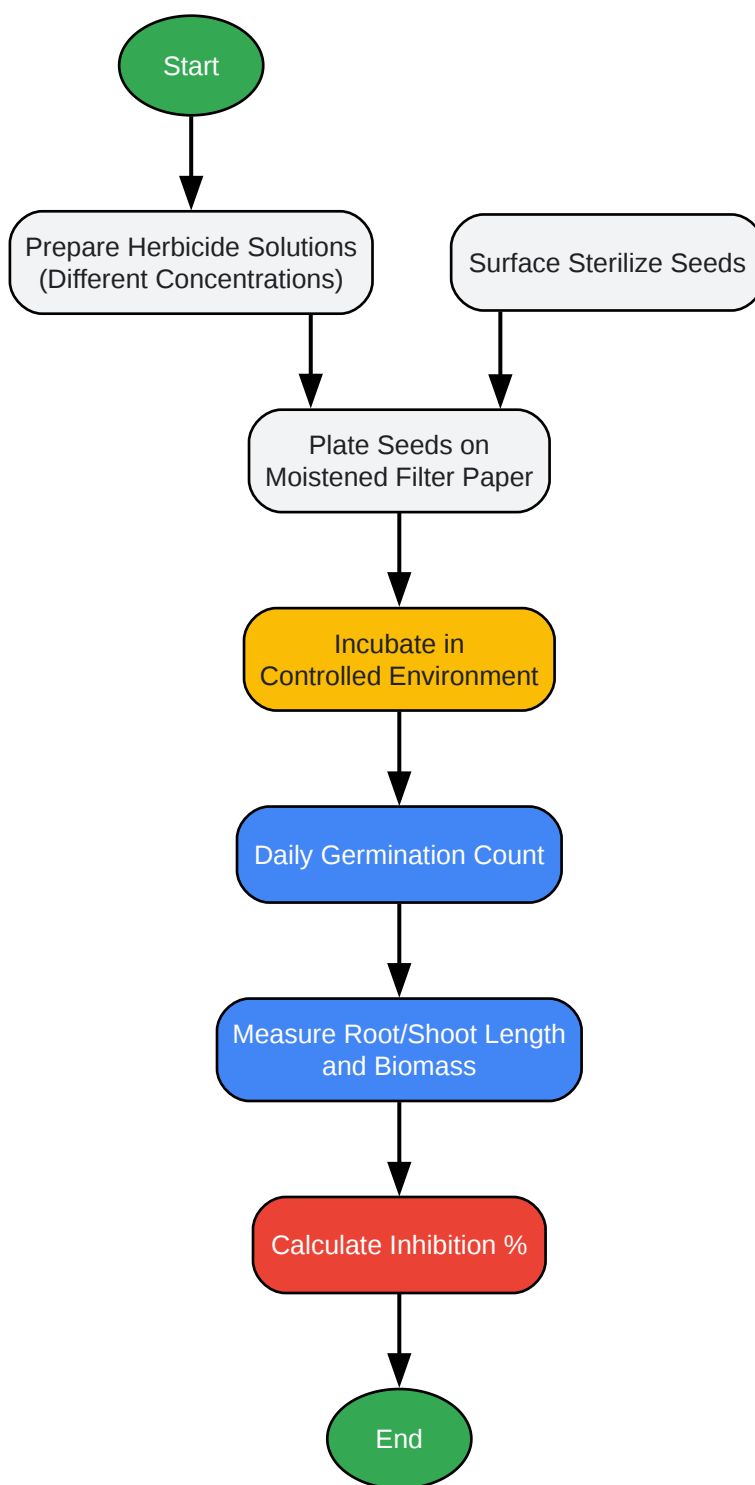 Start
Prepare Herbicide Solutions
(Different Concentrations)
Surface Sterilize Seeds
Plate Seeds on
Moistened Filter Paper
Incubate in
Controlled Environment
Daily Germination Count
Measure Root/Shoot Length
and Biomass
Calculate Inhibition %
End